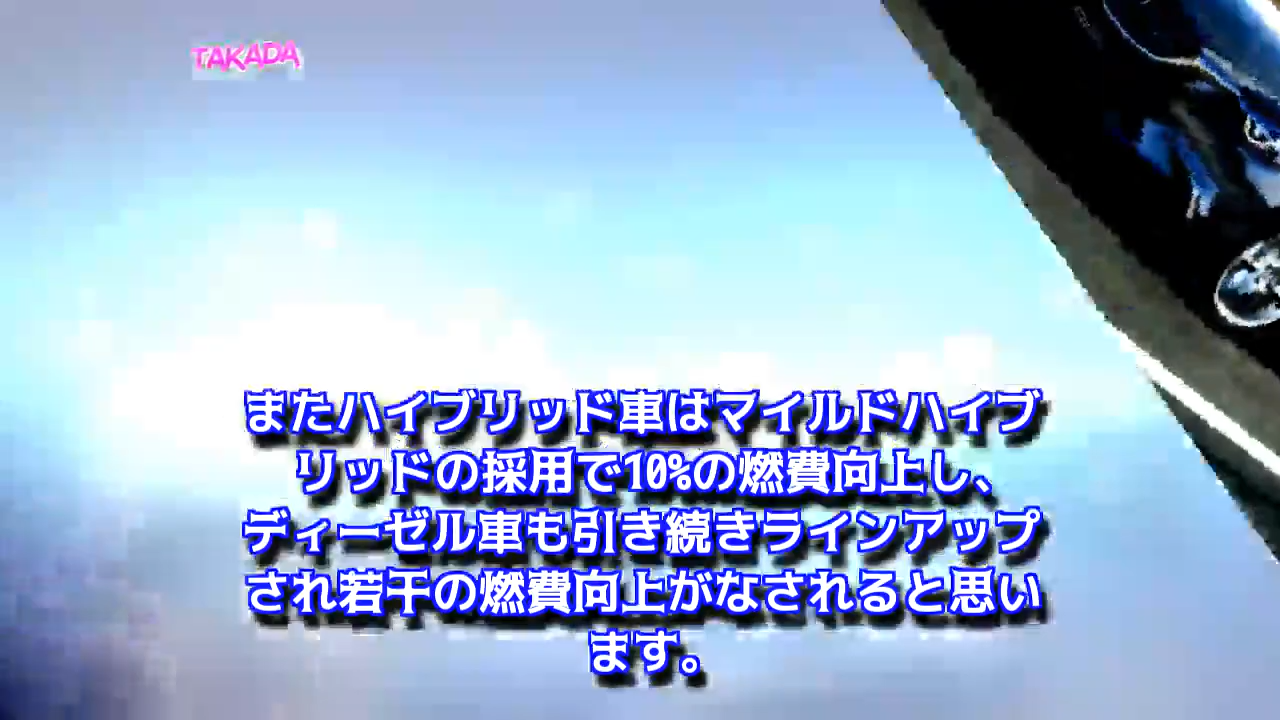 TAKADA
またハイブリッド車はマイルドハイブ
リッドの採用で10%の燃費向上し、
ディーゼル車も引き続きラインアップ
され若干の燃費向上がなされると思い
ます。